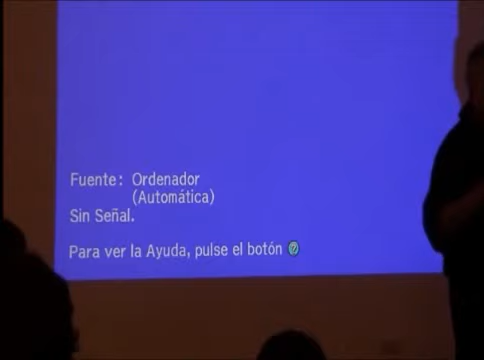 Fuente: Ordenador
(Automática)
Sin Señal.
Para ver la Ayuda, pulse el botón ?